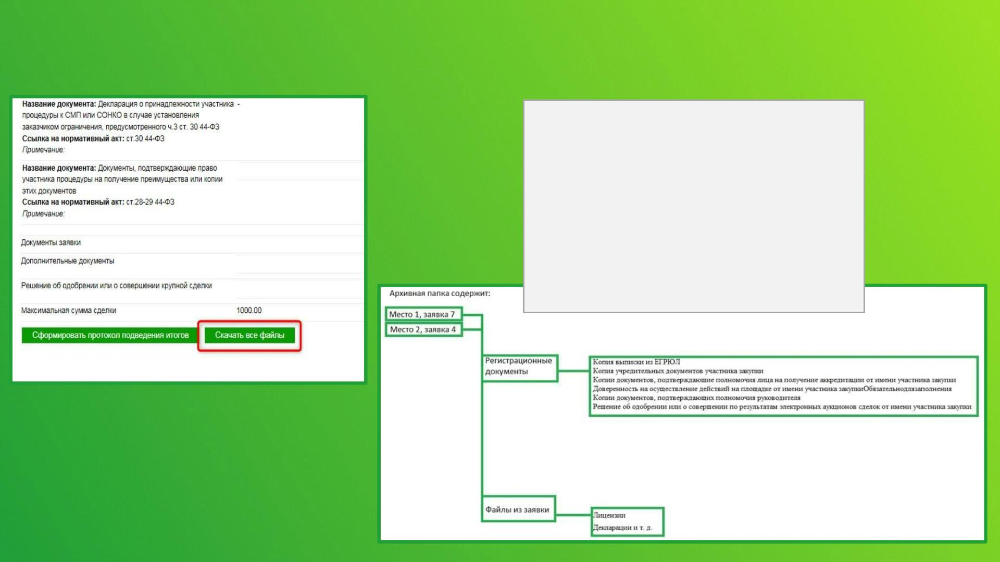 Название документа: Декларация о принадлежности участника -
процедуры к СМП или СОНКО в случае установления
заказчиком ограничения, предусмотренного ч.3 ст. 30 44-ФЗ
Ссылка на нормативный акт: ст.30 44-ФЗ
Примечание:
Название документа: Документы, подтверждающие право
участника процедуры на получение преимущества или копии
этих документов
Ссылка на нормативный акт: ст.28-29 44-ФЗ
Примечание:
Документы заявки
Дополнительные документы
Решение об одобрении или о совершении крупной сделки
Максимальная сумма сделки 1000.00
Сформировать протокол подведения итогов Скачать все файлы
Архивная папка содержит:
Место 1, заявка 7
Место 2, заявка 4
Регистрационные
документы
Копия выписки из ЕГРЮЛ
Копия учредительных документов участника закупки
Копии документов, подтверждающие полномочия лица на получение аккредитации от имени участника закупки
Доверенность на осуществление действий на площадке от имени участника закупкиОбязательнодлязаполнения
Копии документов, подтверждающих полномочия руководителя
Решение об одобрении или о совершении по результатам электронных аукционов сделок от имени участника закупки
Файлы из заявки
Лицензии
Декларации и т. д.